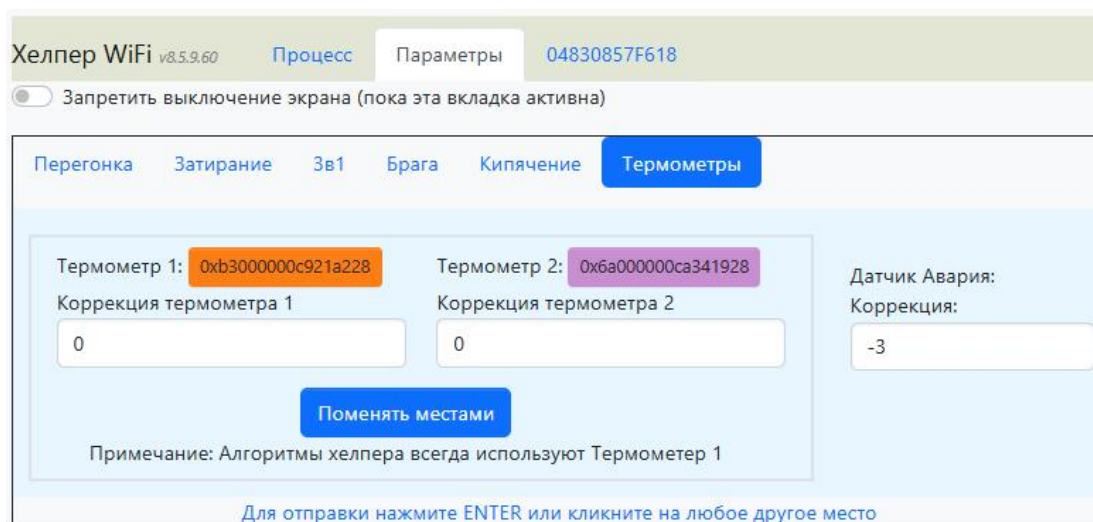 Хелпер WiFi v8.5.9.60 Процесс Параметры 04830857F618
Запретить выключение экрана (пока эта вкладка активна)
Перегонка Затирание 3в1 Брага Кипячение Термометры
Термометр 1: 0xb3000000c921a228 Термометр 2: 0x6a000000ca341928
Датчик Авария:
Коррекция термометра 1 Коррекция термометра 2
Коррекция:
0 0 -3
Поменять местами
Примечание: Алгоритмы хелпера всегда используют Термометер 1
Для отправки нажмите ENTER или кликните на любое другое место